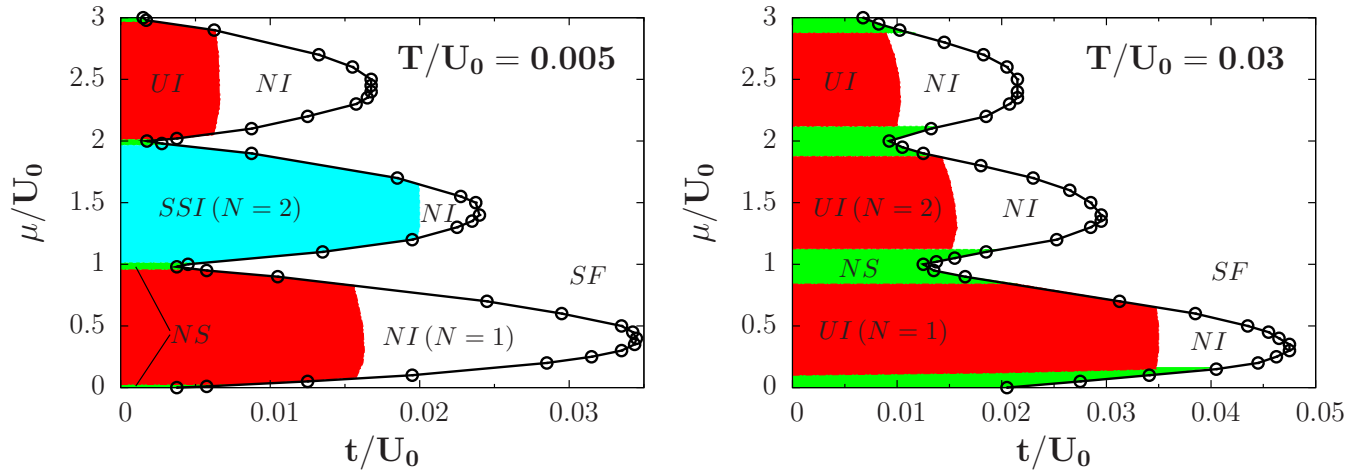 T/U₀ = 0.005
UI
NI
SSI (N = 2)
NI
SF
NS
NI (N = 1)
3
2.5
2
1.5
1
0.5
0
μ/U₀
0
0.01
0.02
0.03
t/U₀
T/U₀ = 0.03
UI
NI
UI (N = 2)
NI
NS
SF
UI (N = 1)
NI
3
2.5
2
1.5
1
0.5
0
μ/U₀
0
0.01
0.02
0.03
0.04
0.05
t/U₀